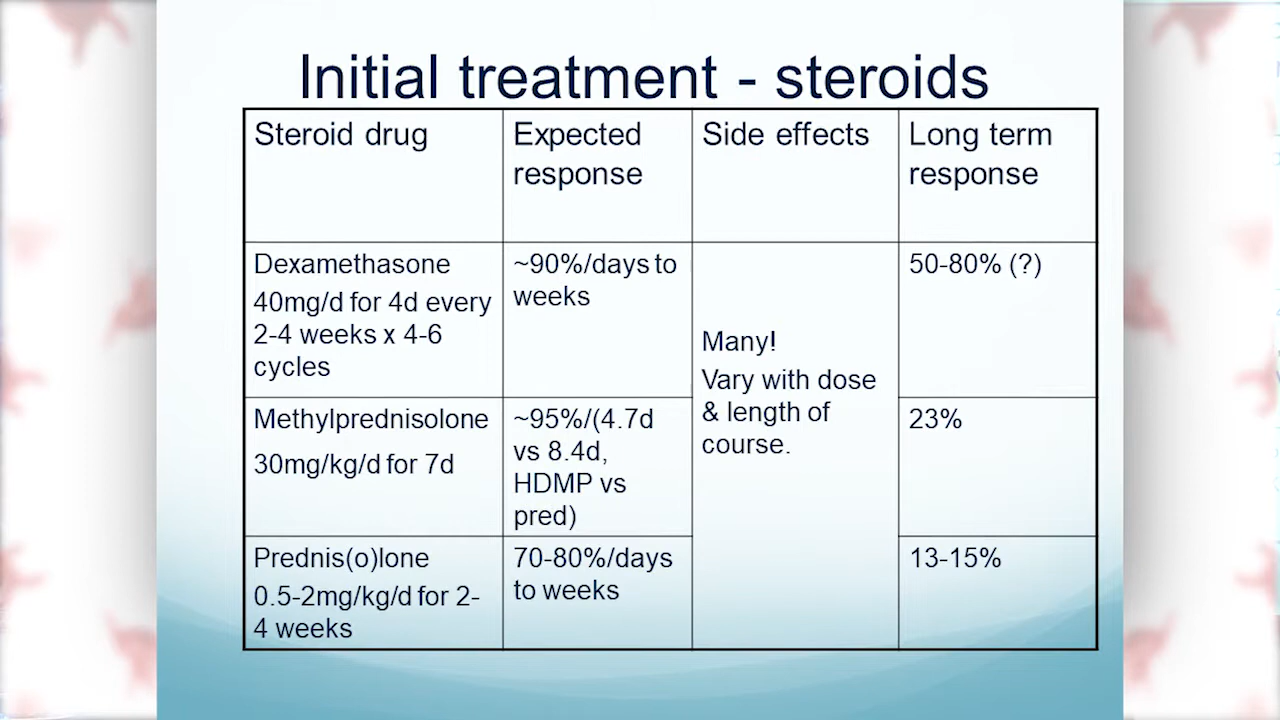 Initial treatment - steroids
Steroid drug
Expected
response
Side effects
Long term
response
Dexamethasone
40mg/d for 4d every
2-4 weeks x 4-6
cycles
~90%/days to
weeks
Many!
Vary with dose
& length of
course.
50-80% (?)
Methylprednisolone
30mg/kg/d for 7d
~95%/(4.7d
vs 8.4d,
HDMP vs
pred)
23%
Prednis(o)lone
0.5-2mg/kg/d for 2-
4 weeks
70-80%/days
to weeks
13-15%